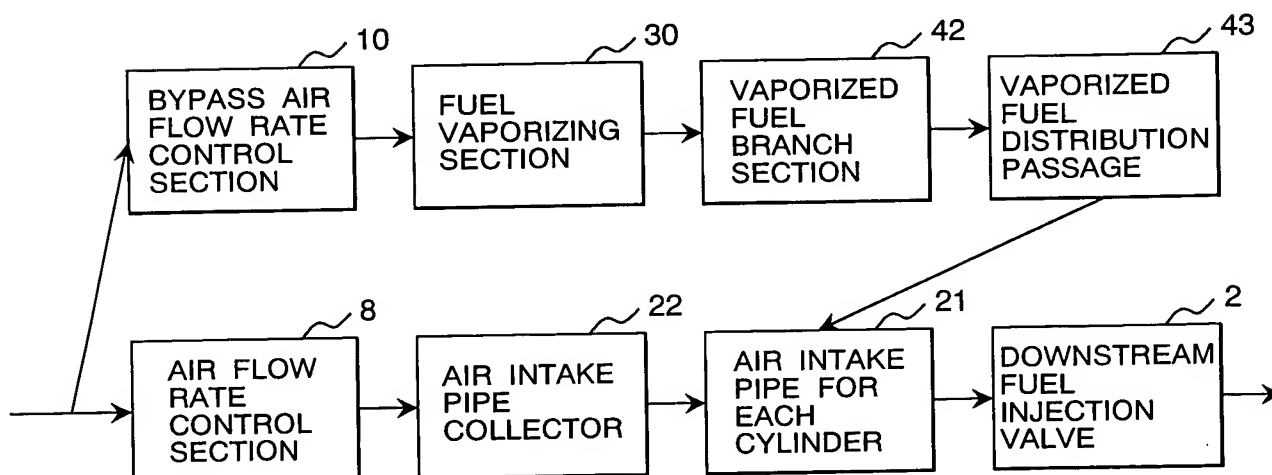 10
BYPASS AIR
FLOW RATE
CONTROL
SECTION
30
FUEL
VAPORIZING
SECTION
42
VAPORIZED
FUEL
BRANCH
SECTION
43
VAPORIZED
FUEL
DISTRIBUTION
PASSAGE
8
AIR FLOW
RATE
CONTROL
SECTION
22
AIR INTAKE
PIPE
COLLECTOR
21
AIR INTAKE
PIPE FOR
EACH
CYLINDER
2
DOWNSTREAM
FUEL
INJECTION
VALVE